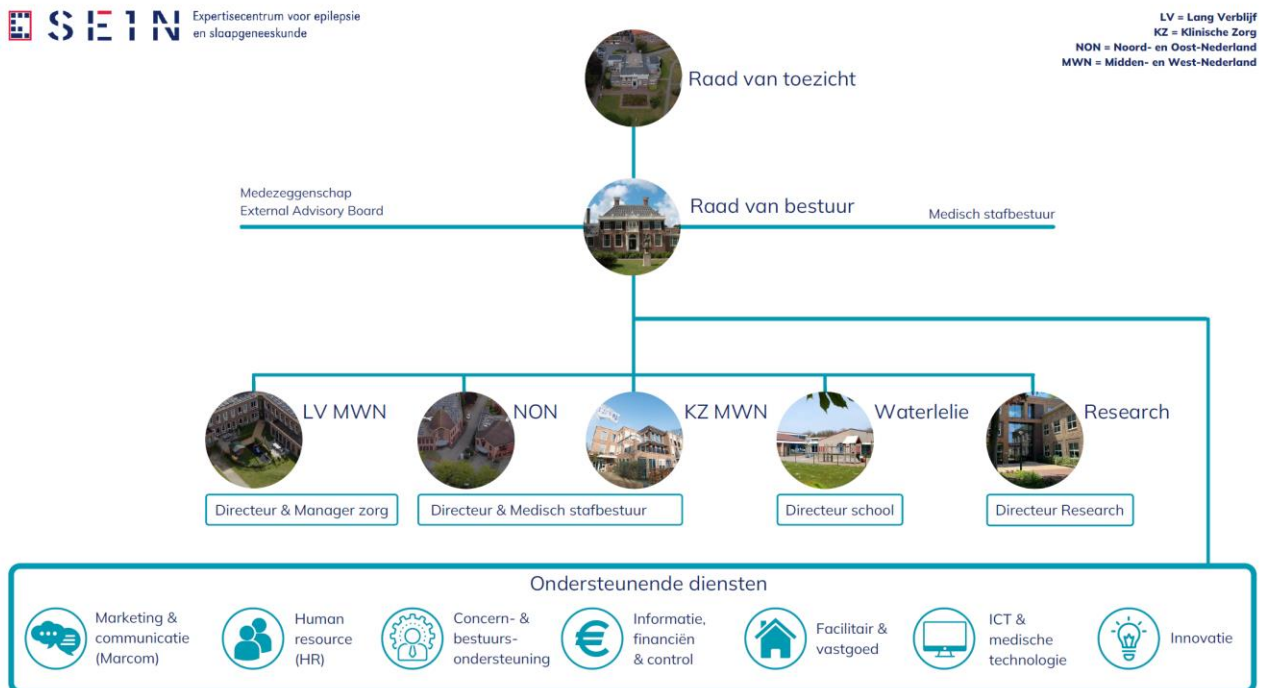 SEIN
Expertisecentrum voor epilepsie
en slaapgeneeskunde
LV = Lang Verblijf
KZ = Klinische Zorg
NON = Noord- en Oost-Nederland
MWN = Midden- en West-Nederland
Raad van toezicht
Medezeggenschap
External Advisory Board
Raad van bestuur
Medisch stafbestuur
LV MWN
NON
KZ MWN
Waterlelie
Research
Directeur & Manager zorg
Directeur & Medisch stafbestuur
Directeur school
Directeur Research
Ondersteunende diensten
Marketing &
communicatie
(Marcom)
Human
resource
(HR)
Concern- &
bestuurs-
ondersteuning
€
Informatie,
financiën
& control
Facilitair &
vastgoed
ICT &
medische
technologie
Innovatie